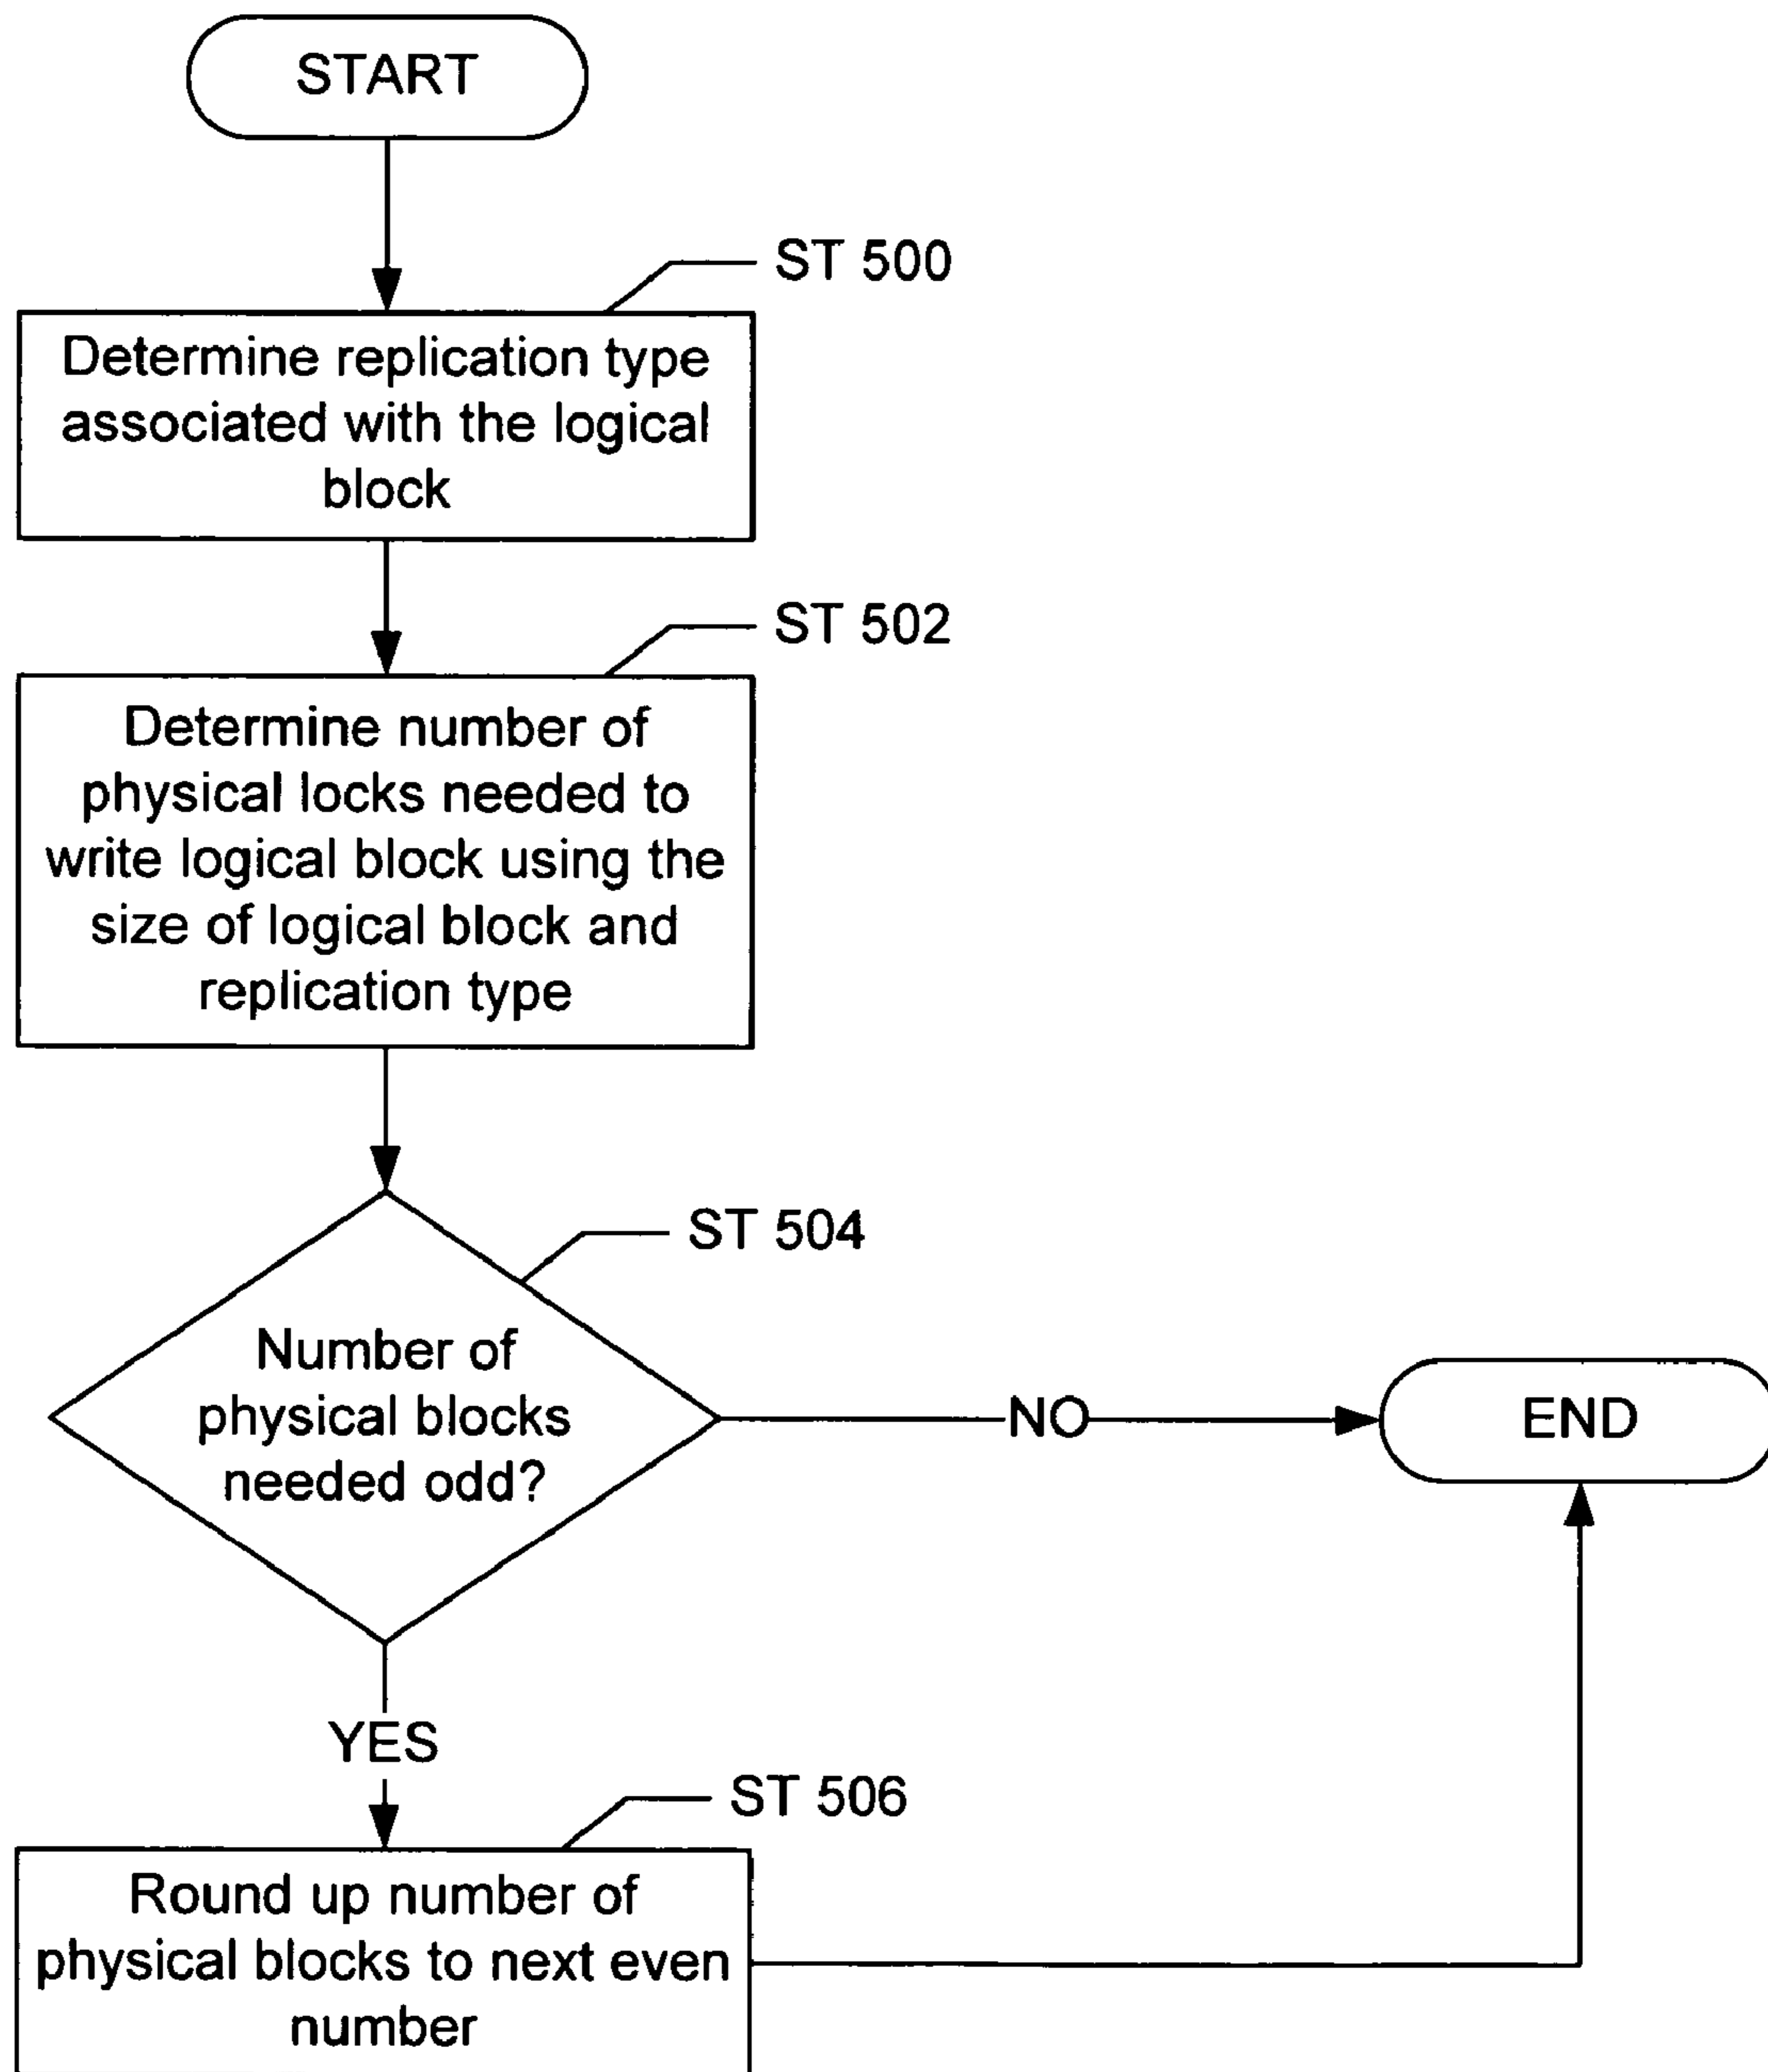 START
ST 500
Determine replication type
associated with the logical
block
ST 502
Determine number of
physical locks needed to
write logical block using the
size of logical block and
replication type
ST 504
Number of
physical blocks
needed odd?
NO
END
YES
ST 506
Round up number of
physical blocks to next even
number